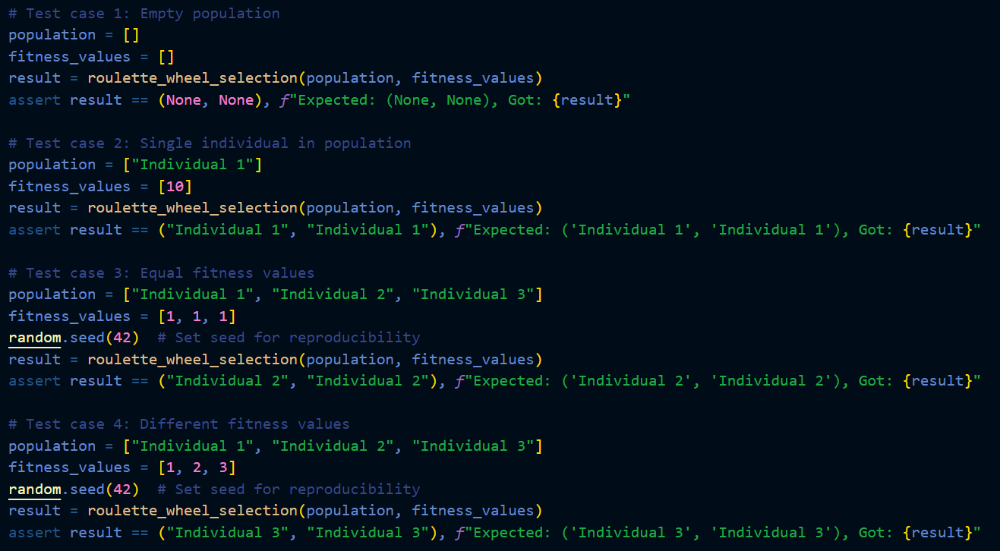 # Test case 1: Empty population
population = []
fitness_values = []
result = roulette_wheel_selection(population, fitness_values)
assert result == (None, None), f"Expected: (None, None), Got: {result}"

# Test case 2: Single individual in population
population = ["Individual 1"]
fitness_values = [10]
result = roulette_wheel_selection(population, fitness_values)
assert result == ("Individual 1", "Individual 1"), f"Expected: ('Individual 1', 'Individual 1'), Got: {result}"

# Test case 3: Equal fitness values
population = ["Individual 1", "Individual 2", "Individual 3"]
fitness_values = [1, 1, 1]
random.seed(42)  # Set seed for reproducibility
result = roulette_wheel_selection(population, fitness_values)
assert result == ("Individual 2", "Individual 2"), f"Expected: ('Individual 2', 'Individual 2'), Got: {result}"

# Test case 4: Different fitness values
population = ["Individual 1", "Individual 2", "Individual 3"]
fitness_values = [1, 2, 3]
random.seed(42)  # Set seed for reproducibility
result = roulette_wheel_selection(population, fitness_values)
assert result == ("Individual 3", "Individual 3"), f"Expected: ('Individual 3', 'Individual 3'), Got: {result}"